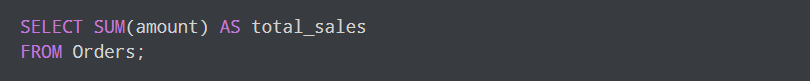 SELECT SUM(amount) AS total_sales
FROM Orders;